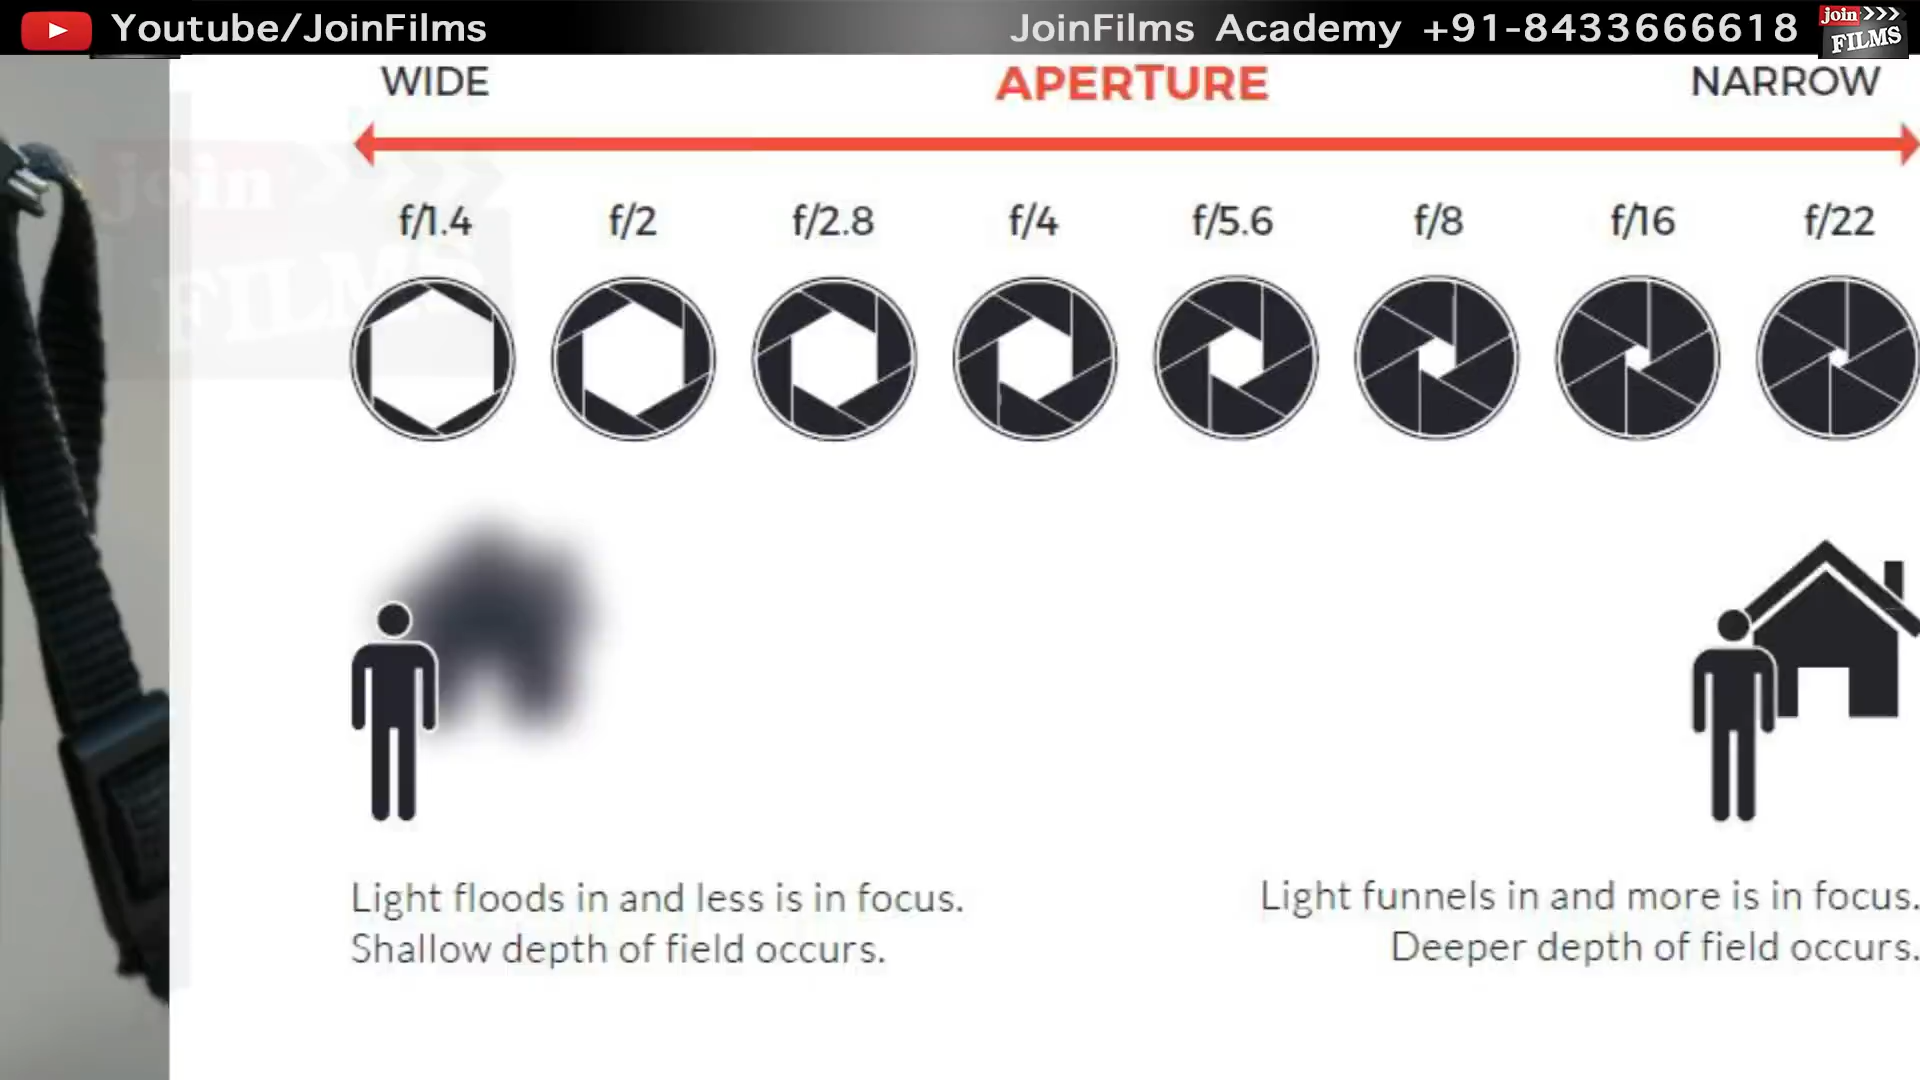 Youtube/JoinFilms
JoinFilms Academy +91-8433666618
join
FILMS
WIDE
APERTURE
NARROW
join
FILMS
f/1.4
f/2
f/2.8
f/4
f/5.6
f/8
f/16
f/22
Light floods in and less is in focus.
Shallow depth of field occurs.
Light funnels in and more is in focus.
Deeper depth of field occurs.